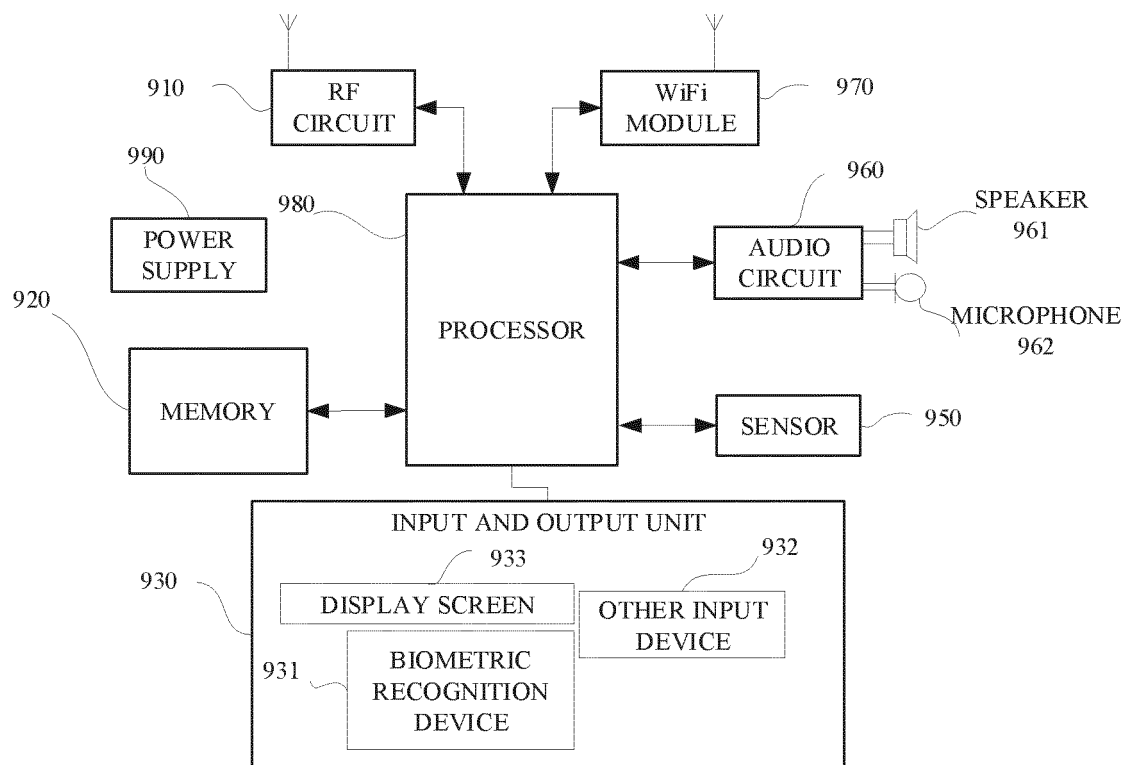 910
RF
CIRCUIT
WiFi
MODULE
970
990
POWER
SUPPLY
980
960
AUDIO
CIRCUIT
SPEAKER
961
MICROPHONE
962
920
MEMORY
PROCESSOR
SENSOR
950
INPUT AND OUTPUT UNIT
930
933
DISPLAY SCREEN
932
OTHER INPUT
DEVICE
931
BIOMETRIC
RECOGNITION
DEVICE